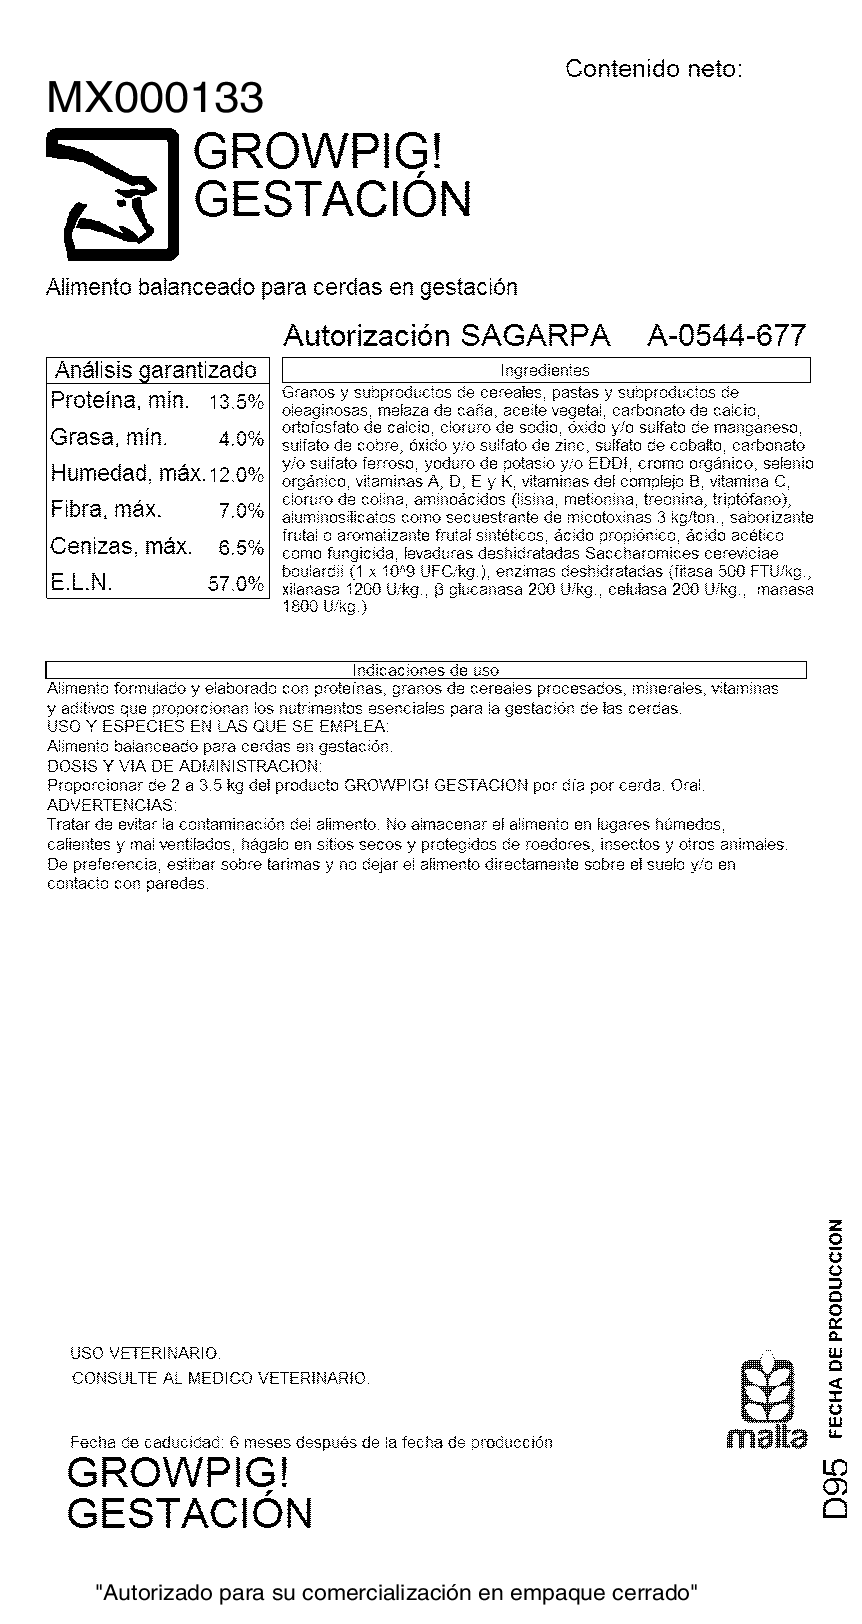 Contenido neto:
MX000133
GROWPIG!
GESTACIÓN
Alimento balanceado para cerdas en gestación
Autorización SAGARPA A-0544-677
Análisis garantizado
Proteína, mín. 13.5%
Grasa, mín. 4.0%
Humedad, máx. 12.0%
Fibra, máx. 7.0%
Cenizas, máx. 6.5%
E.L.N. 57.0%
Ingredientes
Granos y subproductos de cereales, pastas y subproductos de
oleaginosas, melaza de caña, aceite vegetal, carbonato de calcio,
ortofosfato de calcio, cloruro de sodio, óxido y/o sulfato de manganeso,
sulfato de cobre, óxido y/o sulfato de zinc, sulfato de cobalto, carbonato
y/o sulfato ferroso, yoduro de potasio y/o EDDI, cromo orgánico, selenio
orgánico, vitaminas A, D, E y K, vitaminas del complejo B, vitamina C,
cloruro de colina, aminoácidos (lisina, metionina, treonina, triptófano),
aluminosilicatos como secuestrante de micotoxinas 3 kg/ton., saborizante
frutal o aromatizante frutal sintéticos, ácido propiónico, ácido acético
como fungicida, levaduras deshidratadas Saccharomices cereviciae
boulardii (1 x 10^9 UFC/kg.), enzimas deshidratadas (fitasa 500 FTU/kg.,
xilanasa 1200 U/kg., β glucanasa 200 U/kg., celulasa 200 U/kg., manasa
1800 U/kg.)
Indicaciones de uso
Alimento formulado y elaborado con proteínas, granos de cereales procesados, minerales, vitaminas
y aditivos que proporcionan los nutrimentos esenciales para la gestación de las cerdas.
USO Y ESPECIES EN LAS QUE SE EMPLEA:
Alimento balanceado para cerdas en gestación.
DOSIS Y VIA DE ADMINISTRACION:
Proporcionar de 2 a 3.5 kg del producto GROWPIG! GESTACION por día por cerda. Oral.
ADVERTENCIAS:
Tratar de evitar la contaminación del alimento. No almacenar el alimento en lugares húmedos,
calientes y mal ventilados, hágalo en sitios secos y protegidos de roedores, insectos y otros animales.
De preferencia, estibar sobre tarimas y no dejar el alimento directamente sobre el suelo y/o en
contacto con paredes.
FECHA DE PRODUCCION
D95
USO VETERINARIO.
CONSULTE AL MEDICO VETERINARIO.
malta
Fecha de caducidad: 6 meses después de la fecha de producción
GROWPIG!
GESTACIÓN
"Autorizado para su comercialización en empaque cerrado"